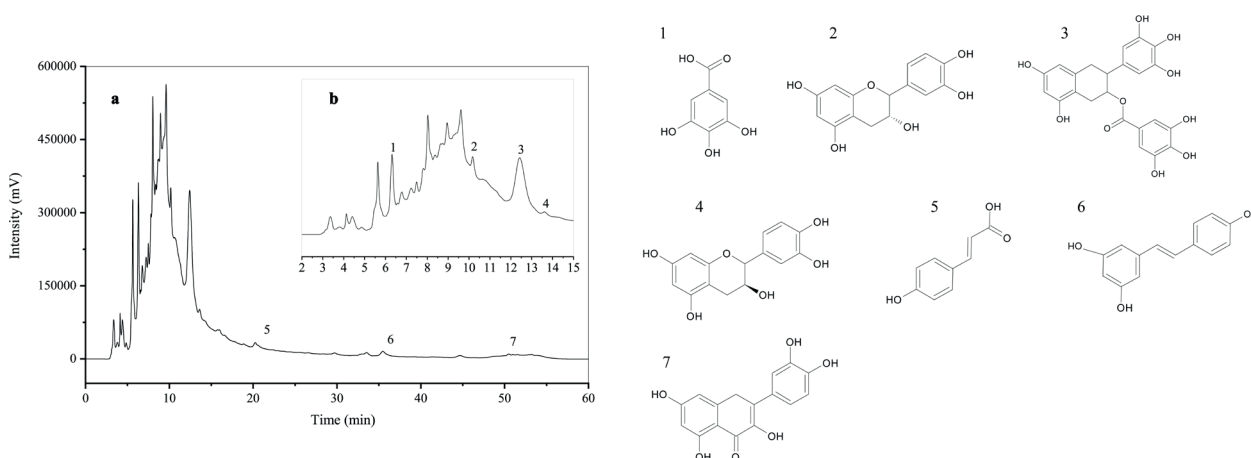 600000
450000
300000
150000
0
Intensity (mV)
a
b
1
2
3
4
2 3 4 5 6 7 8 9 10 11 12 13 14 15
5
6
7
0 10 20 30 40 50 60
Time (min)
1
HO
O
HO
OH
OH
2
HO
O
OH
OH
OH
OH
3
OH
OH
OH
HO
OH
O
O
OH
OH
OH
4
HO
O
OH
OH
OH
OH
5
OH
O
HO
6
HO
OH
O
7
OH
OH
HO
OH
OH
O